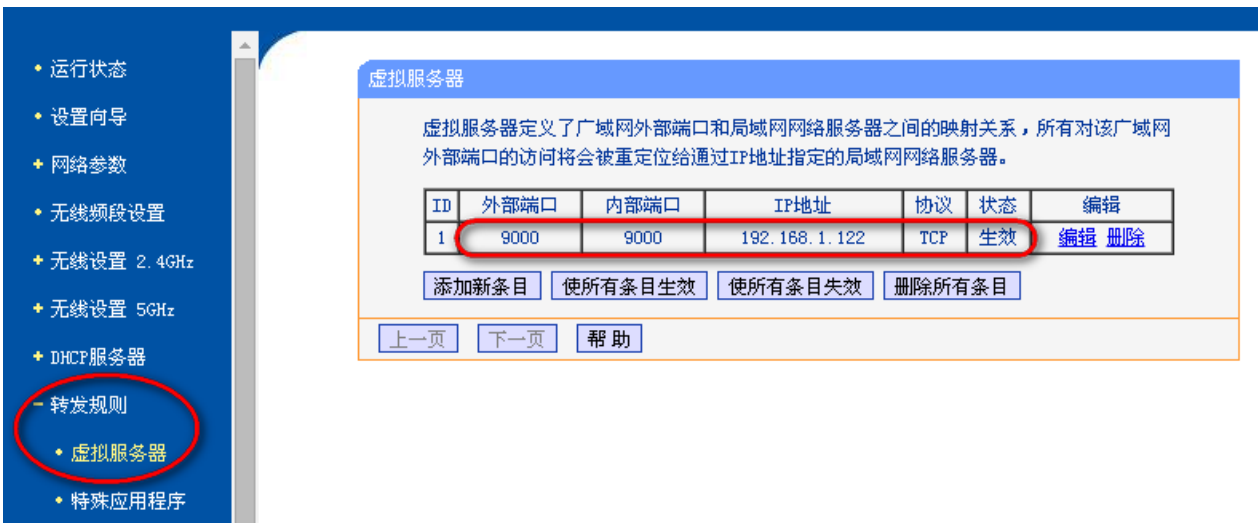 运行状态
设置向导
网络参数
无线频段设置
无线设置 2.4GHz
无线设置 5GHz
DHCP服务器
转发规则
虚拟服务器
特殊应用程序
虚拟服务器
虚拟服务器定义了广域网外部端口和局域网网络服务器之间的映射关系，所有对该广域网
外部端口的访问将会被重定位给通过IP地址指定的局域网网络服务器。
ID 外部端口 内部端口 IP地址 协议 状态 编辑
1 9000 9000 192.168.1.122 TCP 生效 编辑 删除
添加新条目 使所有条目生效 使所有条目失效 删除所有条目
上一页 下一页 帮助